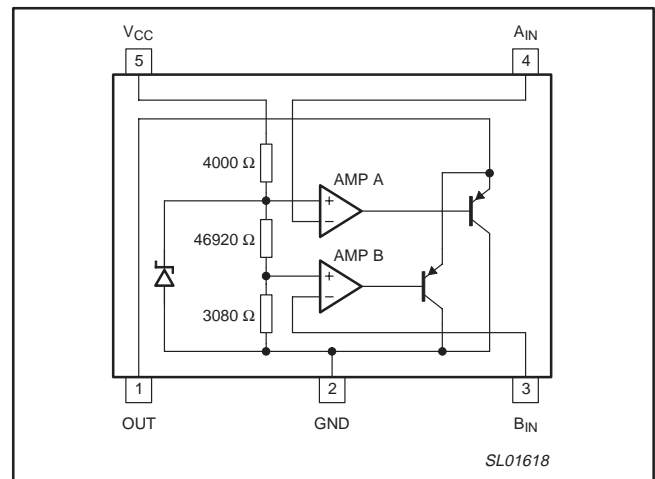 VCC AIN
5 4
4000 Ω
AMP A
+
−
46920 Ω
AMP B
+
−
3080 Ω
1 2 3
OUT GND BIN
SL01618